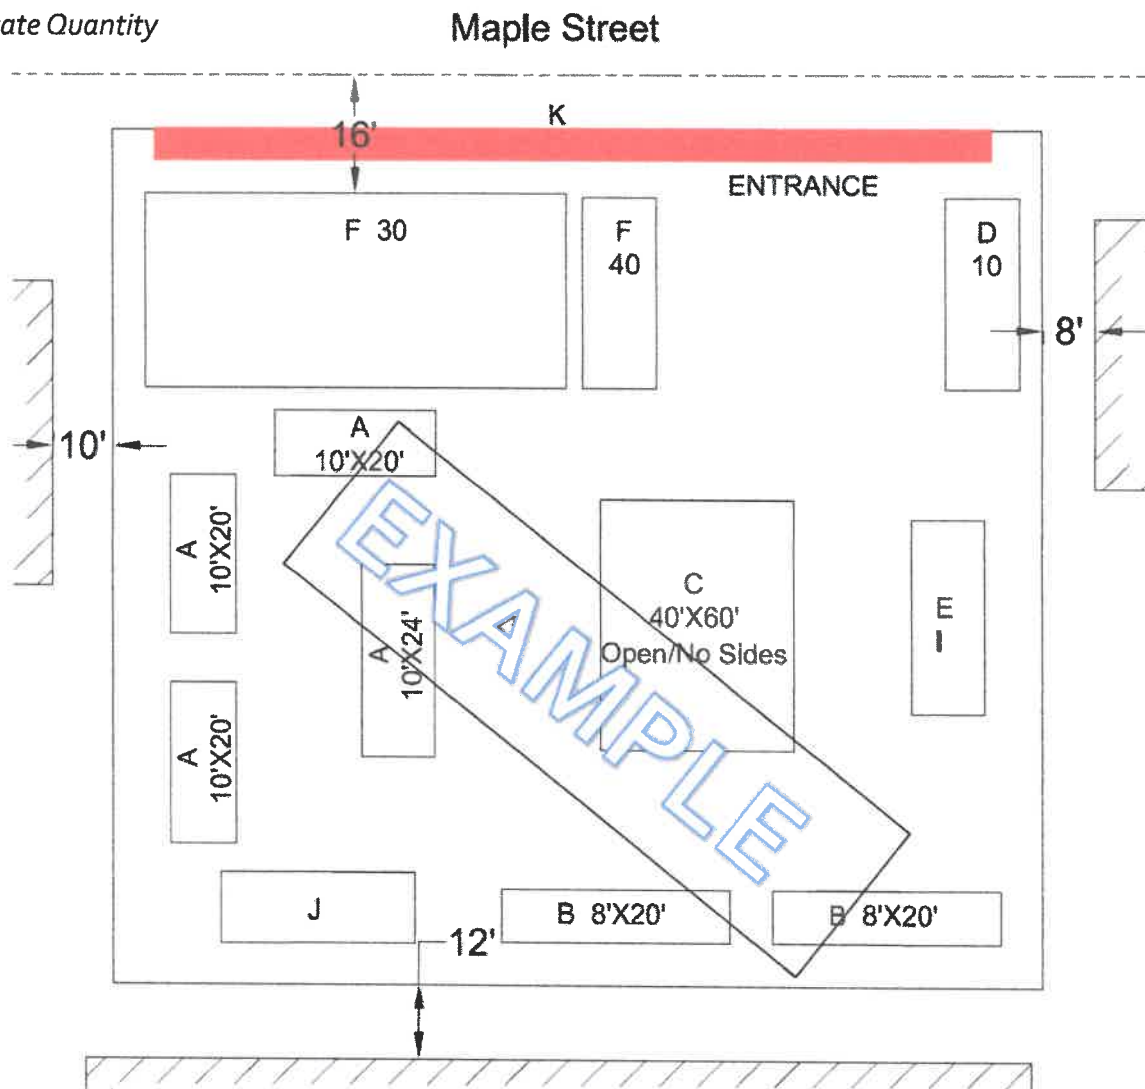 ate Quantity
Maple Street
K
16'
ENTRANCE
F 30
F
40
D
10
8'
10'
A
10'X20'
A
10'X20'
A
10'X24'
C
40'X60'
Open/No Sides
E
I
EXAMPLE
A
10'X20'
J
B 8'X20'
B 8'X20'
12'